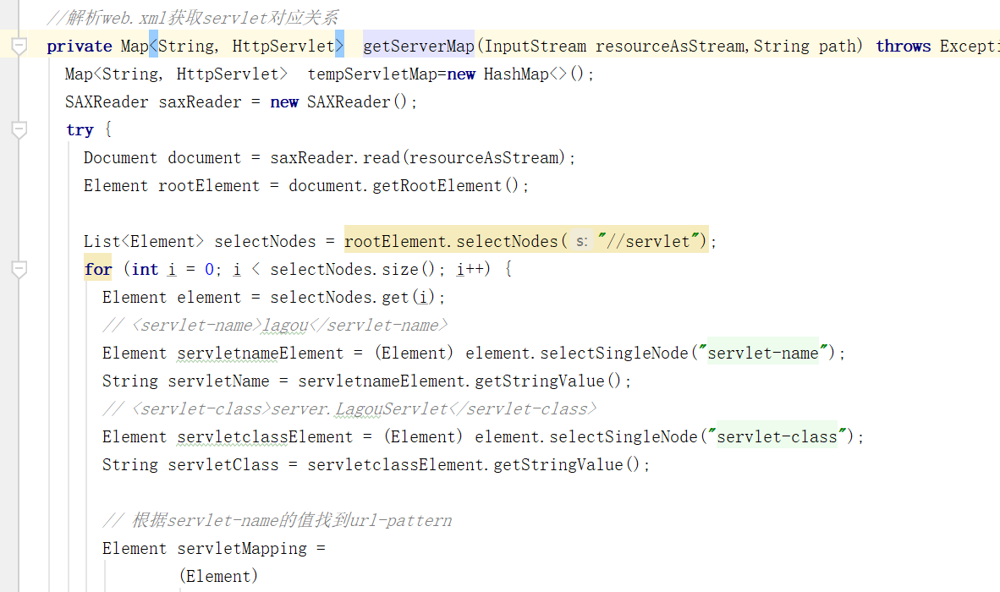 //解析web.xml获取servlet对应关系
private Map<String, HttpServlet> getServerMap(InputStream resourceAsStream,String path) throws Excepti
Map<String, HttpServlet> tempServletMap=new HashMap<>();
SAXReader saxReader = new SAXReader();
try {
Document document = saxReader.read(resourceAsStream);
Element rootElement = document.getRootElement();
List<Element> selectNodes = rootElement.selectNodes( s: "//servlet");
for (int i = 0; i < selectNodes.size(); i++) {
Element element = selectNodes.get(i);
// <servlet-name>lagou</servlet-name>
Element servletnameElement = (Element) element.selectSingleNode("servlet-name");
String servletName = servletnameElement.getStringValue();
// <servlet-class>server.LagouServlet</servlet-class>
Element servletclassElement = (Element) element.selectSingleNode("servlet-class");
String servletClass = servletclassElement.getStringValue();
// 根据servlet-name的值找到url-pattern
Element servletMapping =
(Element)